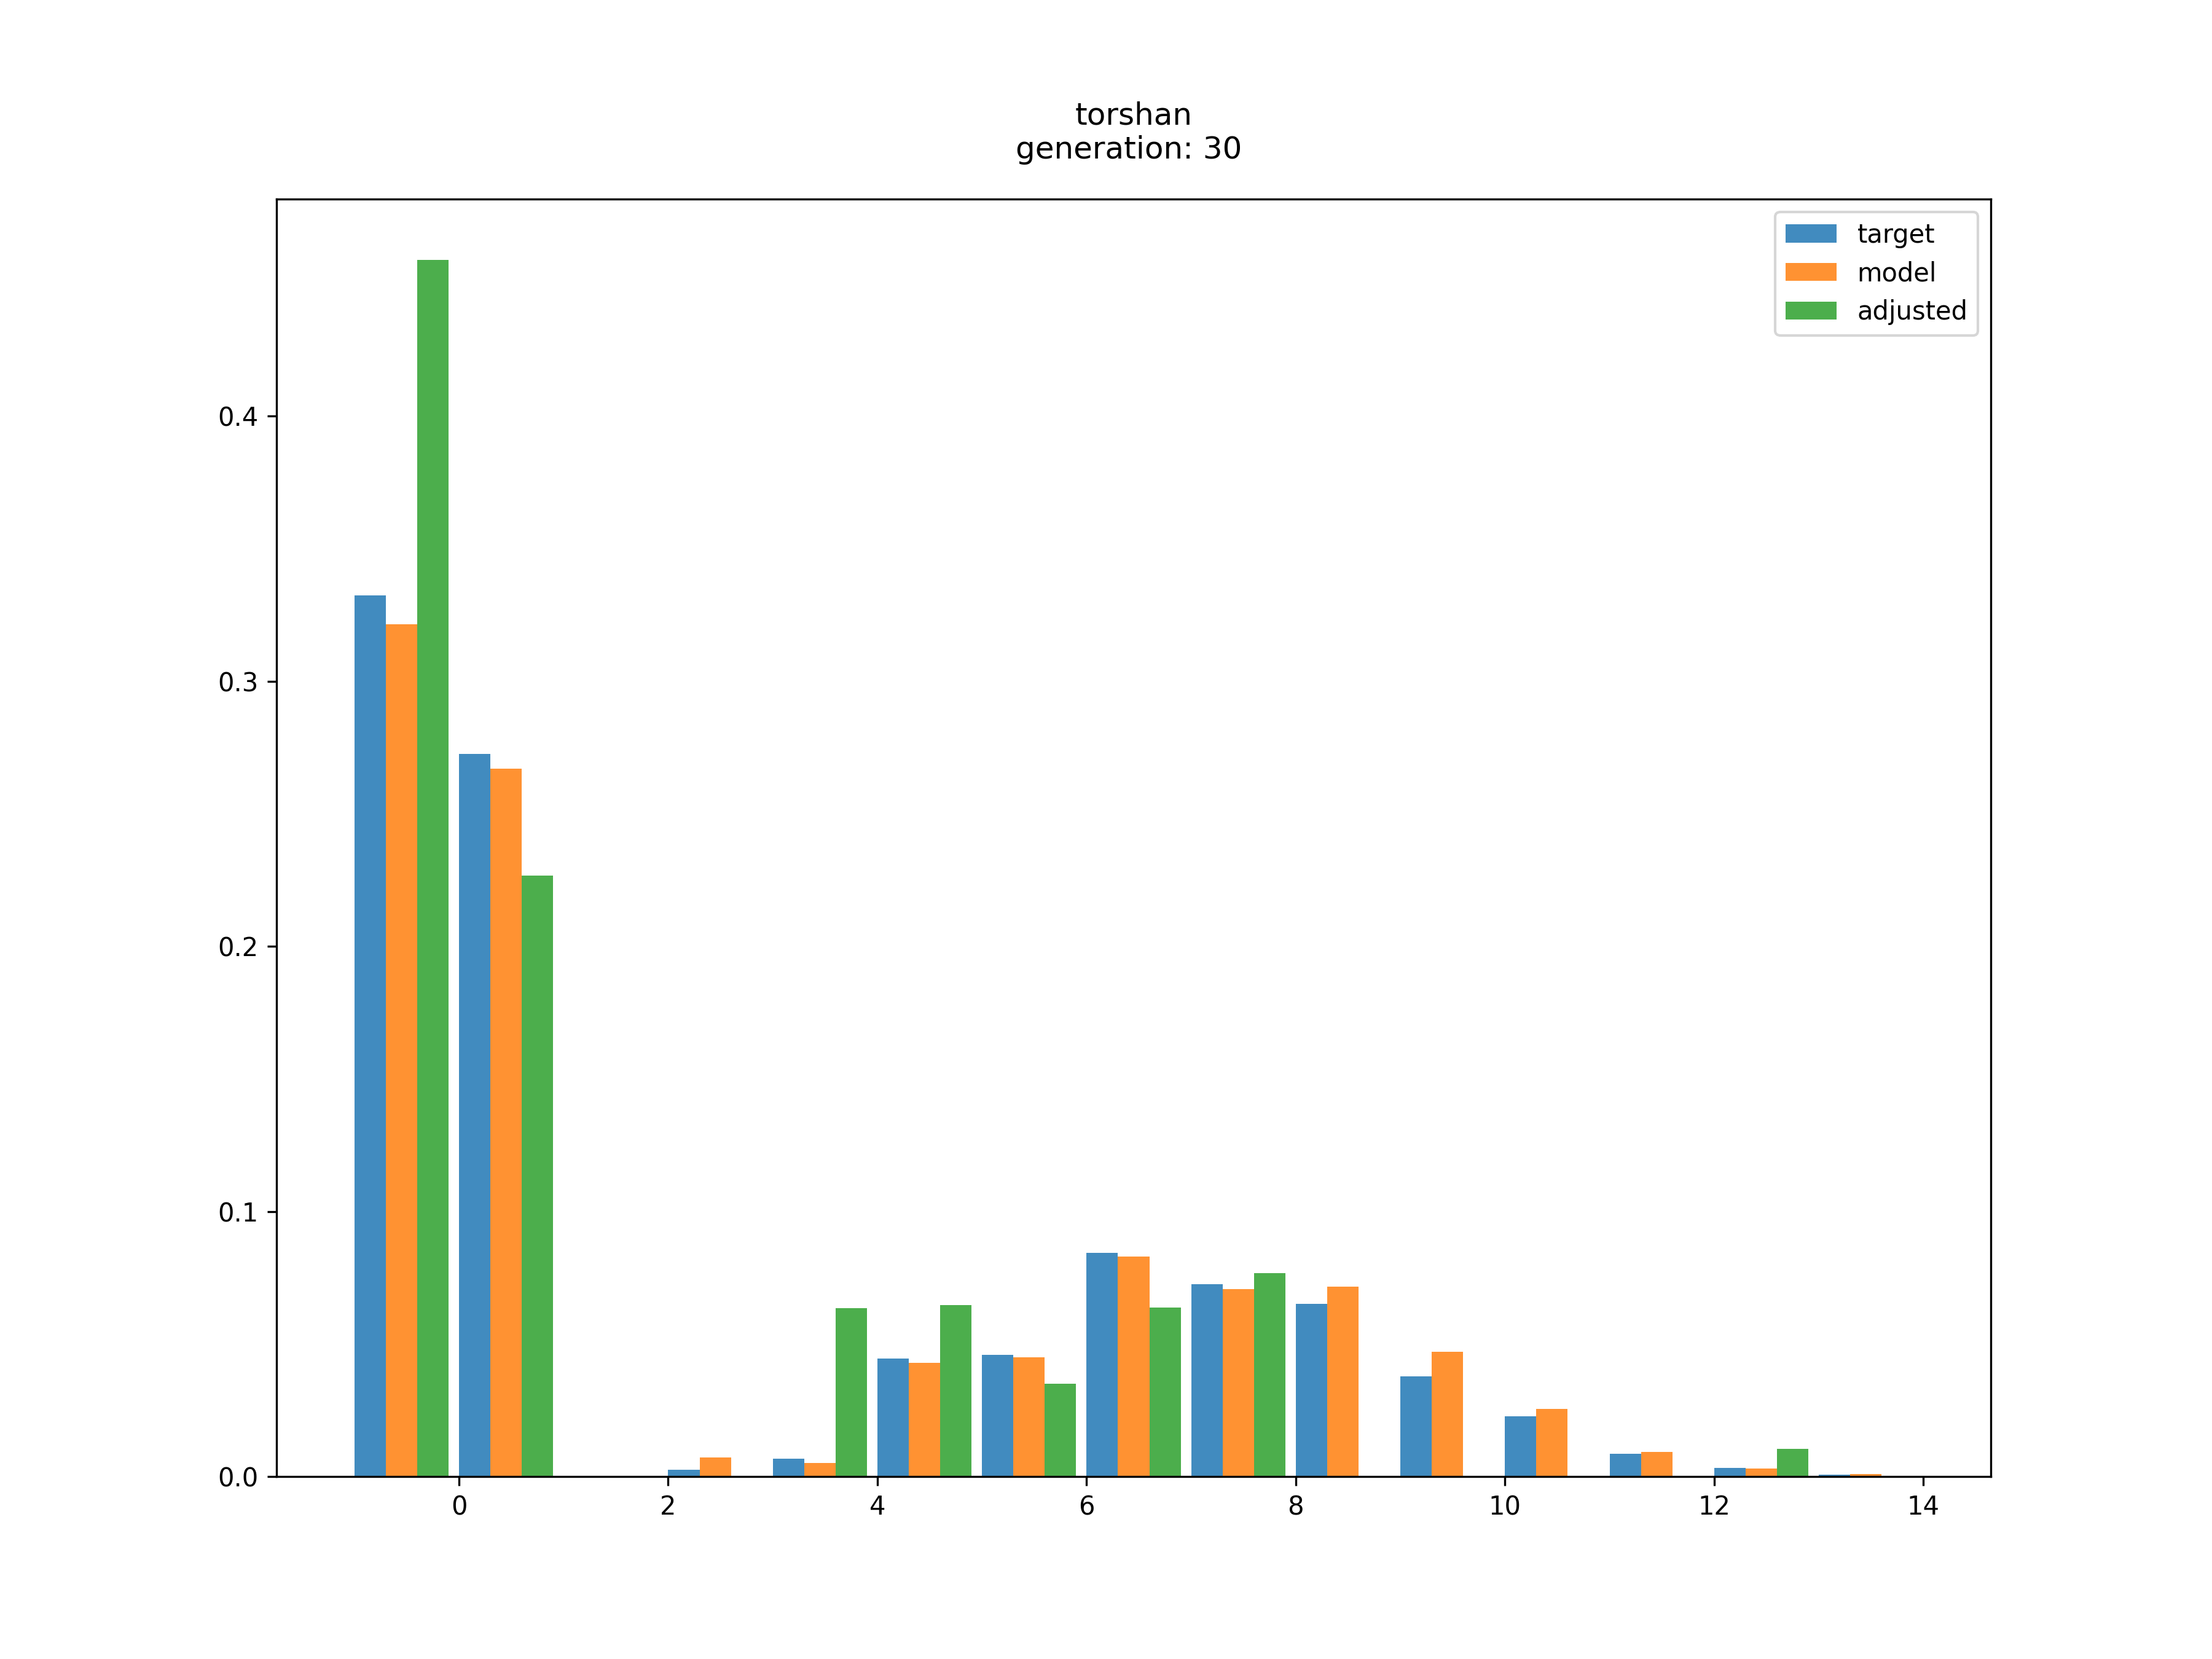 torshan
generation: 30
target
model
adjusted
0.4
0.3
0.2
0.1
0.0
0 2 4 6 8 10 12 14